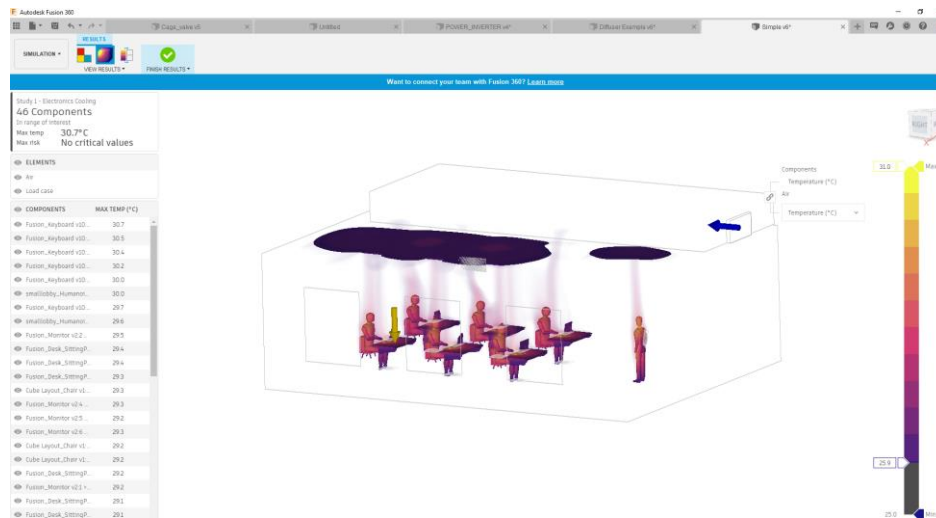 Autodesk Fusion 360
Cage_valve v5
Untitled
POWER_INVERTER v6*
Diffuser Example v6*
Simple v6*
RESULTS
SIMULATION
VIEW RESULTS
FINISH RESULTS
Want to connect your team with Fusion 360? Learn more
Study 1 - Electronics Cooling
46 Components
In range of interest
Max temp 30.7°C
Max risk No critical values
ELEMENTS
Air
Load case
COMPONENTS MAX TEMP (°C)
Fusion_Keyboard v10... 30.7
Fusion_Keyboard v10... 30.5
Fusion_Keyboard v10... 30.4
Fusion_Keyboard v10... 30.2
Fusion_Keyboard v10... 30.0
smalllobby_Humanoi... 30.0
Fusion_Keyboard v10... 29.7
smalllobby_Humanoi... 29.6
Fusion_Monitor v2:2... 29.5
Fusion_Desk_SittingP... 29.4
Fusion_Desk_SittingP... 29.4
Fusion_Desk_SittingP... 29.3
Cube Layout_Chair v1:... 29.3
Fusion_Monitor v2:4 ... 29.3
Fusion_Monitor v2:5 ... 29.2
Fusion_Monitor v2:6 ... 29.3
Cube Layout_Chair v1:... 29.2
Cube Layout_Chair v1:... 29.2
Fusion_Desk_SittingP... 29.2
Fusion_Monitor v2:1 +... 29.2
Fusion_Desk_SittingP... 29.1
Fusion_Desk_SittingP... 29.1
Components
Temperature (°C)
Air
Temperature (°C)
RIGHT
31.0 Max
25.9
25.0 Min